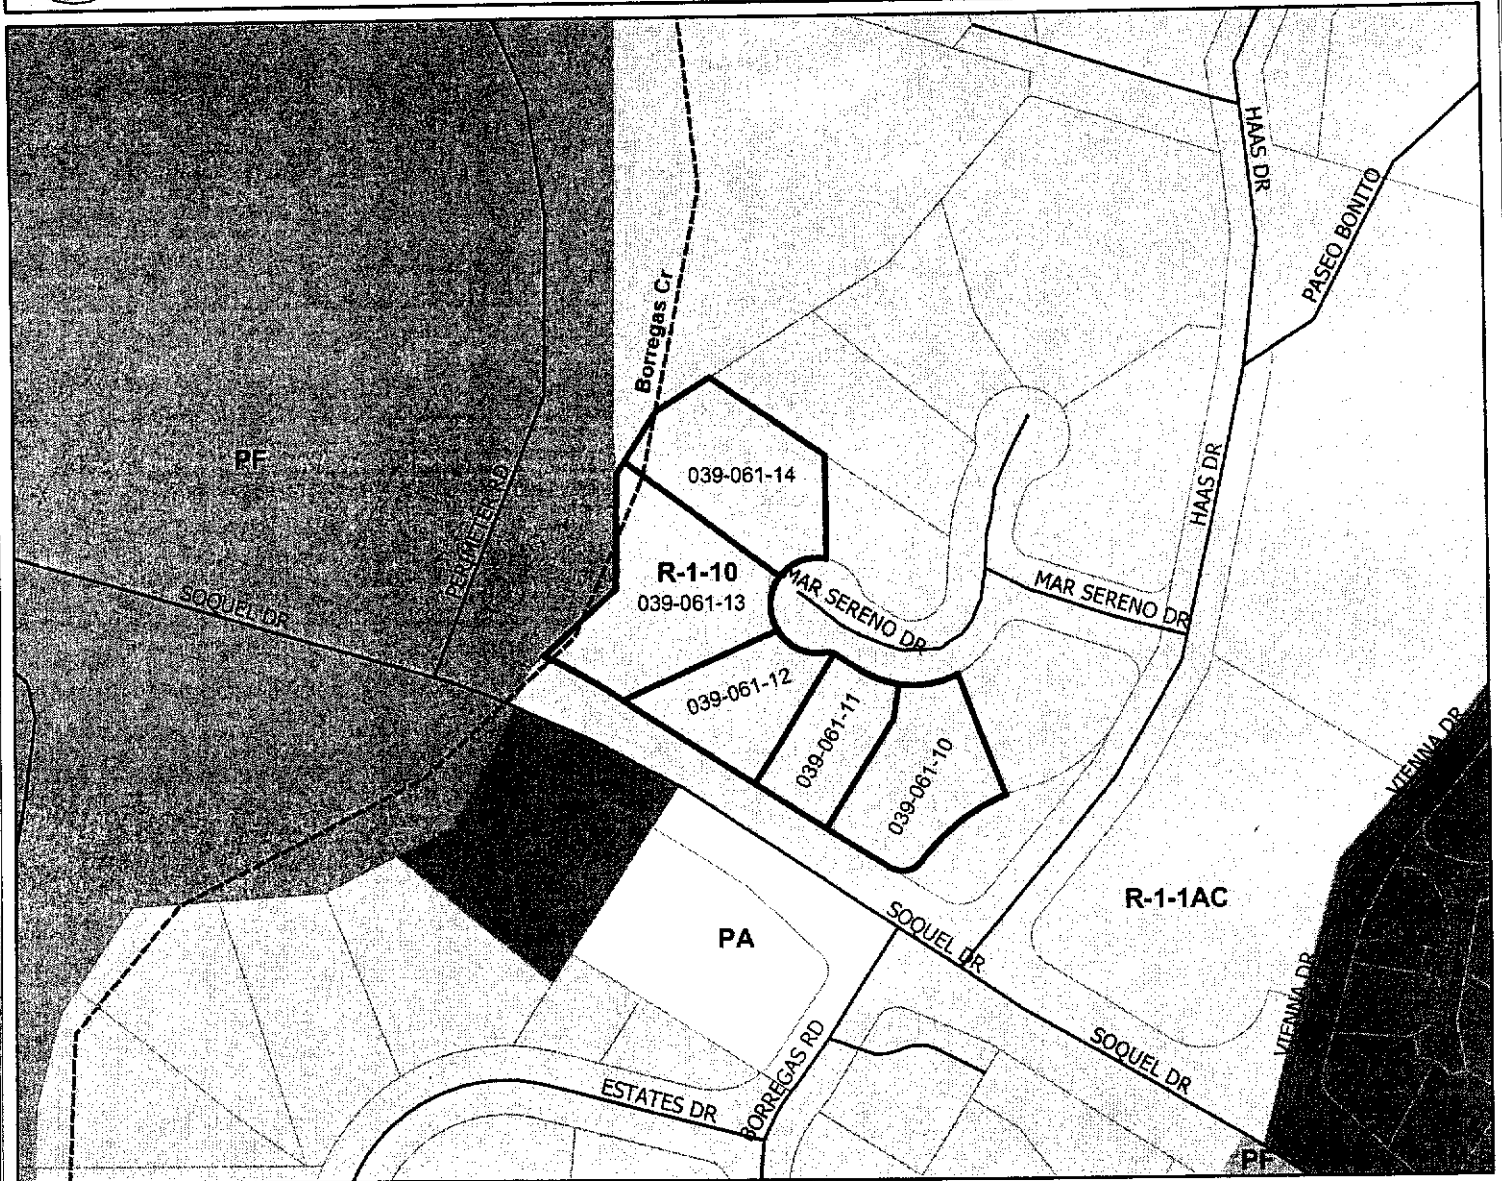 HAAS DR
PASEO BONITO
Borregas Cr
PF
PERIMETER RD
SOQUEL DR
039-061-14
HAAS DR
R-1-10
039-061-13
MAR SERENO DR
MAR SERENO DR
039-061-12
039-061-11
039-061-10
VIENNA DR
R-1-1AC
PA
SOQUEL DR
VIENNA DR
SOQUEL DR
BORREGAS RD
ESTATES DR
PF